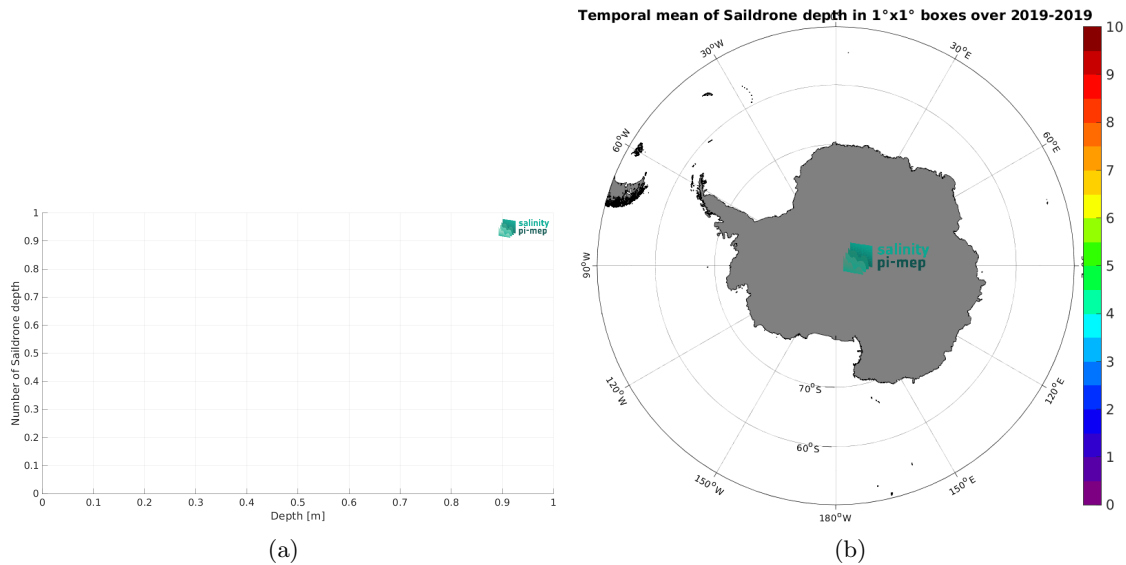 Temporal mean of Saildrone depth in 1°x1° boxes over 2019-2019
1
0.9
0.8
0.7
0.6
0.5
0.4
0.3
0.2
0.1
0
Number of Saildrone depth
salinity
pi-mep
0 0.1 0.2 0.3 0.4 0.5 0.6 0.7 0.8 0.9 1
Depth [m]
(a)
30°W
30°E
60°W
60°E
90°W
salinity
pi-mep
70°S
60°S
120°W
120°E
150°W
150°E
180°W
10
9
8
7
6
5
4
3
2
1
0
(b)